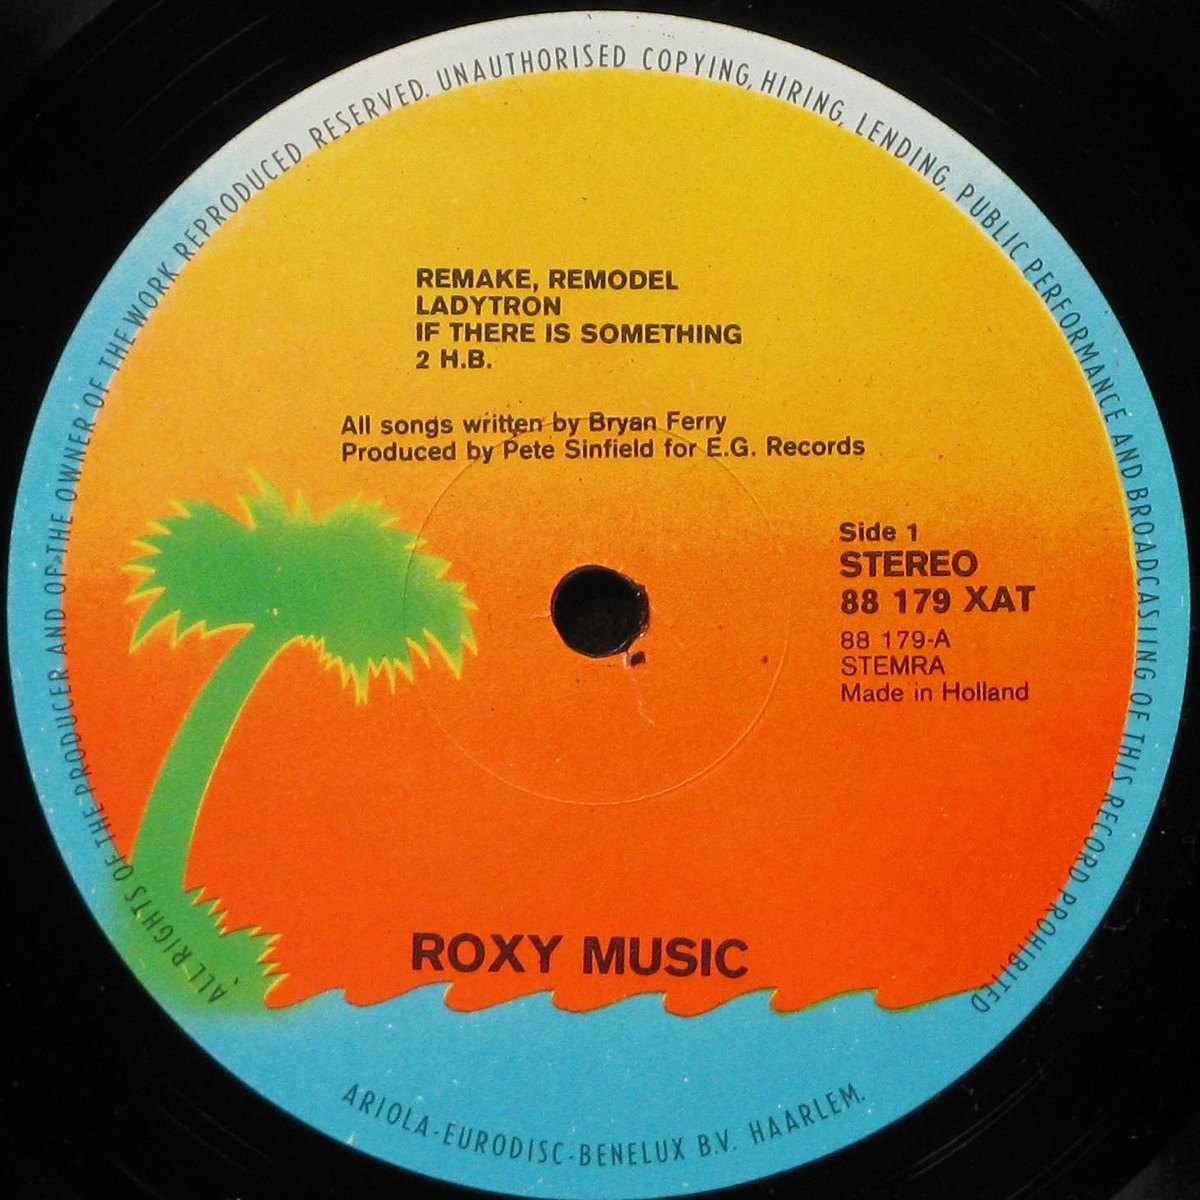 ALL RIGHTS OF THE PRODUCER AND OF THE OWNER OF THE WORK REPRODUCED RESERVED. UNAUTHORISED COPYING, HIRING, LENDING, PUBLIC PERFORMANCE AND BROADCASTING OF THIS RECORD PROHIBITED
REMAKE, REMODEL
LADYTRON
IF THERE IS SOMETHING
2 H.B.
All songs written by Bryan Ferry
Produced by Pete Sinfield for E.G. Records
Side 1
STEREO
88 179 XAT
88 179-A
STEMRA
Made in Holland
ROXY MUSIC
ARIOLA-EURODISC-BENELUX B.V. HAARLEM.